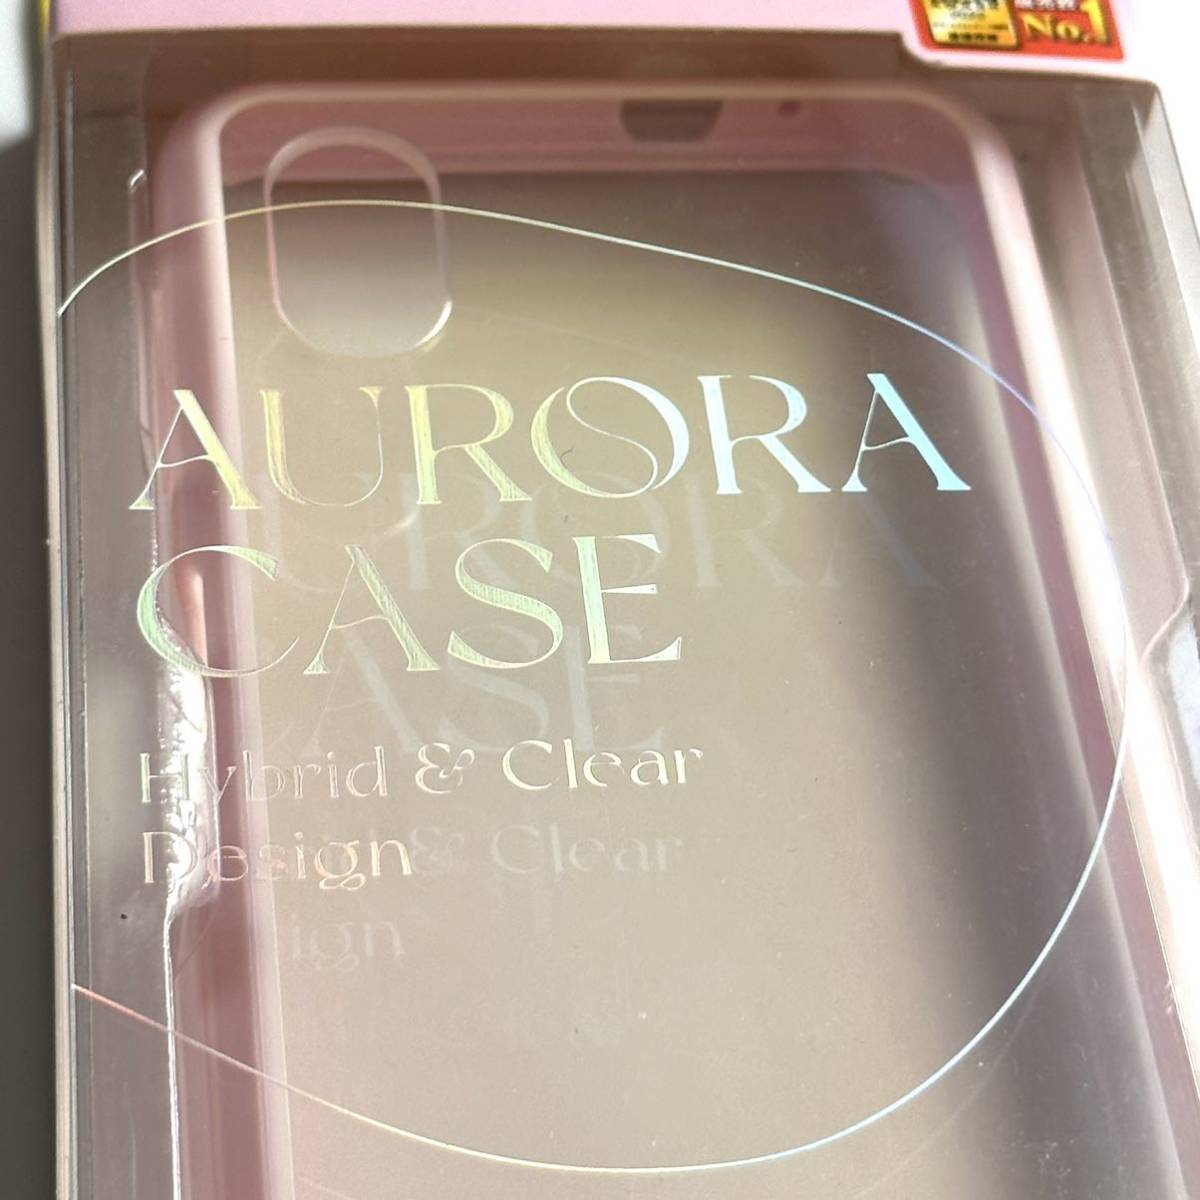 No.1
AURORA
CASE
Hybrid & Clear
Design